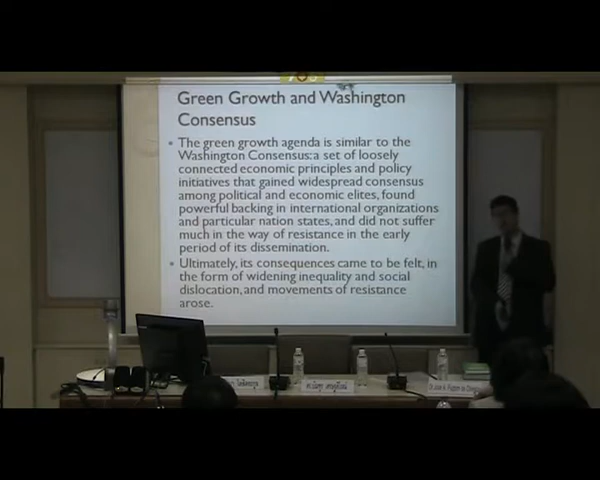 Green Growth and Washington
Consensus
• The green growth agenda is similar to the
Washington Consensus: a set of loosely
connected economic principles and policy
initiatives that gained widespread consensus
among political and economic elites, found
powerful backing in international organizations
and particular nation states, and did not suffer
much in the way of resistance in the early
period of its dissemination.
• Ultimately, its consequences came to be felt, in
the form of widening inequality and social
dislocation, and movements of resistance
arose.